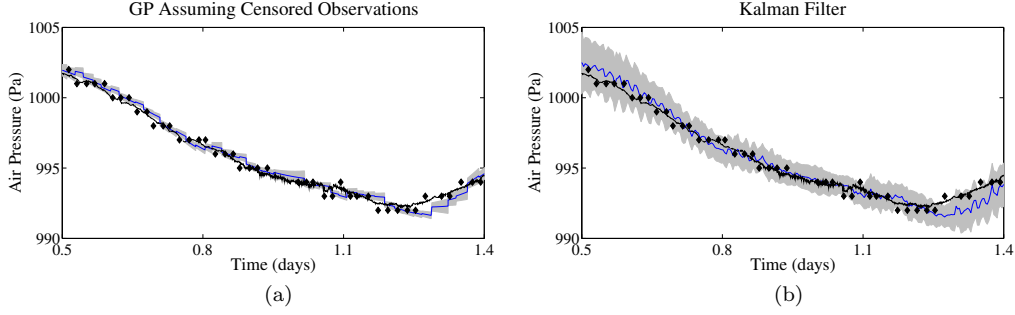 GP Assuming Censored Observations
1005
1000
995
990
Air Pressure (Pa)
0.5 0.8 1.1 1.4
Time (days)
(a)
Kalman Filter
1005
1000
995
990
Air Pressure (Pa)
0.5 0.8 1.1 1.4
Time (days)
(b)